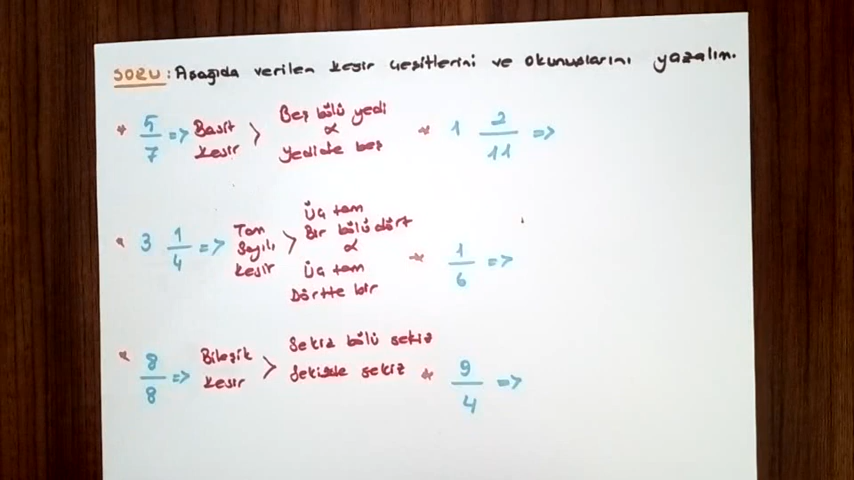 SORU: Aşağıda verilen kesir çeşitlerini ve okunuşlarını yazalım.
* 5/7 => Basit kesir > Beş bölü yedi
α
yedide beş
* 3 1/4 => Tam Sayılı kesir > Üç tam
Bir bölü dört
α
Üç tam
Dörtte bir
* 8/8 => Bileşik kesir > Sekiz bölü sekiz
Sekizde sekiz
* 1 2/11 =>
* 1/6 =>
* 9/4 =>